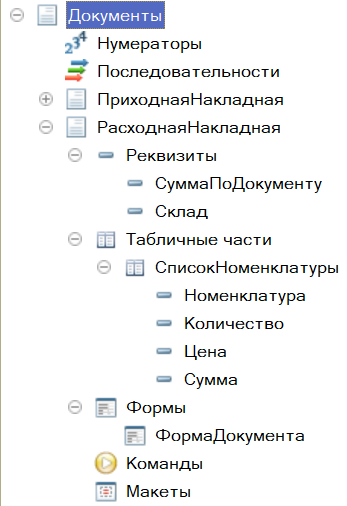 Документы
Нумераторы
Последовательности
ПриходнаяНакладная
РасходнаяНакладная
Реквизиты
СуммаПоДокументу
Склад
Табличные части
СписокНоменклатуры
Номенклатура
Количество
Цена
Сумма
Формы
ФормаДокумента
Команды
Макеты